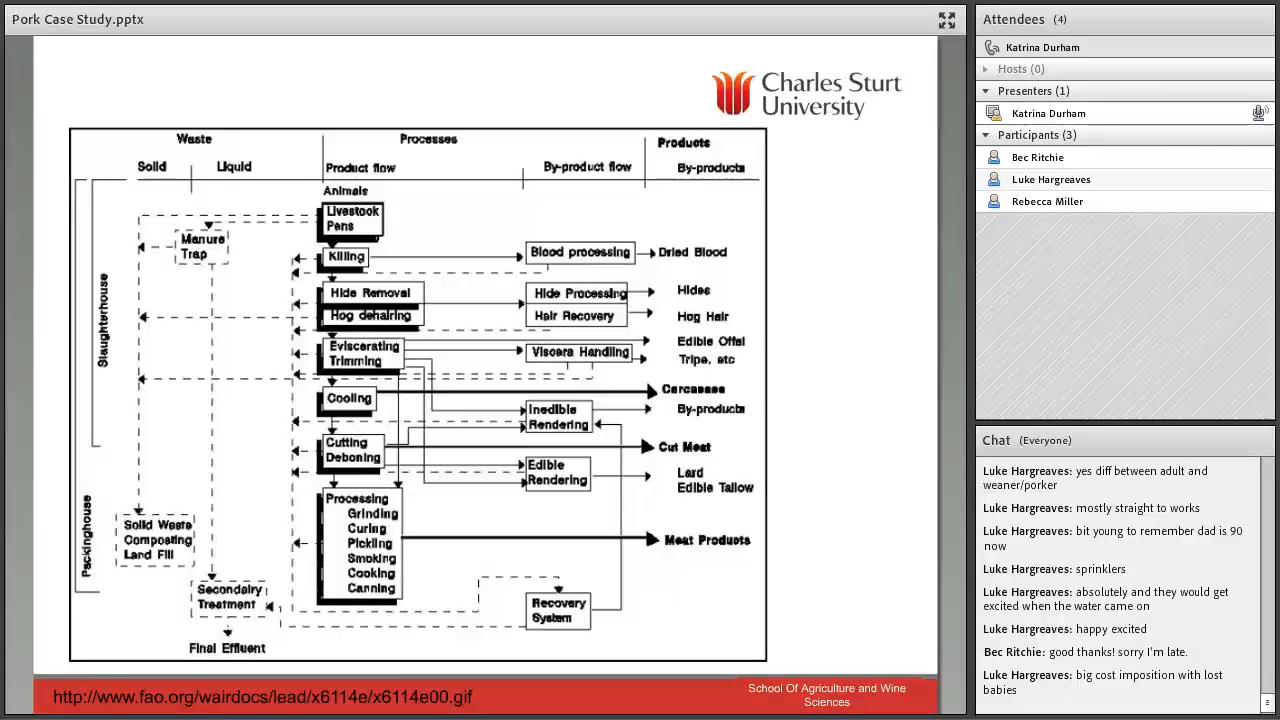 Pork Case Study.pptx
Charles Sturt
University
Waste
Processes
Products
Solid
Liquid
Product flow
By-product flow
By-products
Animals
Livestock
Pens
Manure
Trap
Killing
Blood processing
Dried Blood
Hide Removal
Hide Processing
Hides
Hog dehairing
Hair Recovery
Hog Hair
Eviscerating
Trimming
Viscera Handling
Edible Offal
Tripe, etc
Slaughterhouse
Cooling
Carcasses
Inedible
Rendering
By-products
Cutting
Deboning
Cut Meat
Edible
Rendering
Lard
Edible Tallow
Packinghouse
Processing
Grinding
Curing
Pickling
Smoking
Cooking
Canning
Meat Products
Solid Waste
Composting
Land Fill
Secondairy
Treatment
Recovery
System
Final Effluent
http://www.fao.org/wairdocs/lead/x6114e/x6114e00.gif
School Of Agriculture and Wine
Sciences
Attendees (4)
Katrina Durham
Hosts (0)
Presenters (1)
Katrina Durham
Participants (3)
Bec Ritchie
Luke Hargreaves
Rebecca Miller
Chat (Everyone)
Luke Hargreaves: yes diff between adult and
weaner/porker
Luke Hargreaves: mostly straight to works
Luke Hargreaves: bit young to remember dad is 90
now
Luke Hargreaves: sprinklers
Luke Hargreaves: absolutely and they would get
excited when the water came on
Luke Hargreaves: happy excited
Bec Ritchie: good thanks! sorry I'm late.
Luke Hargreaves: big cost imposition with lost
babies